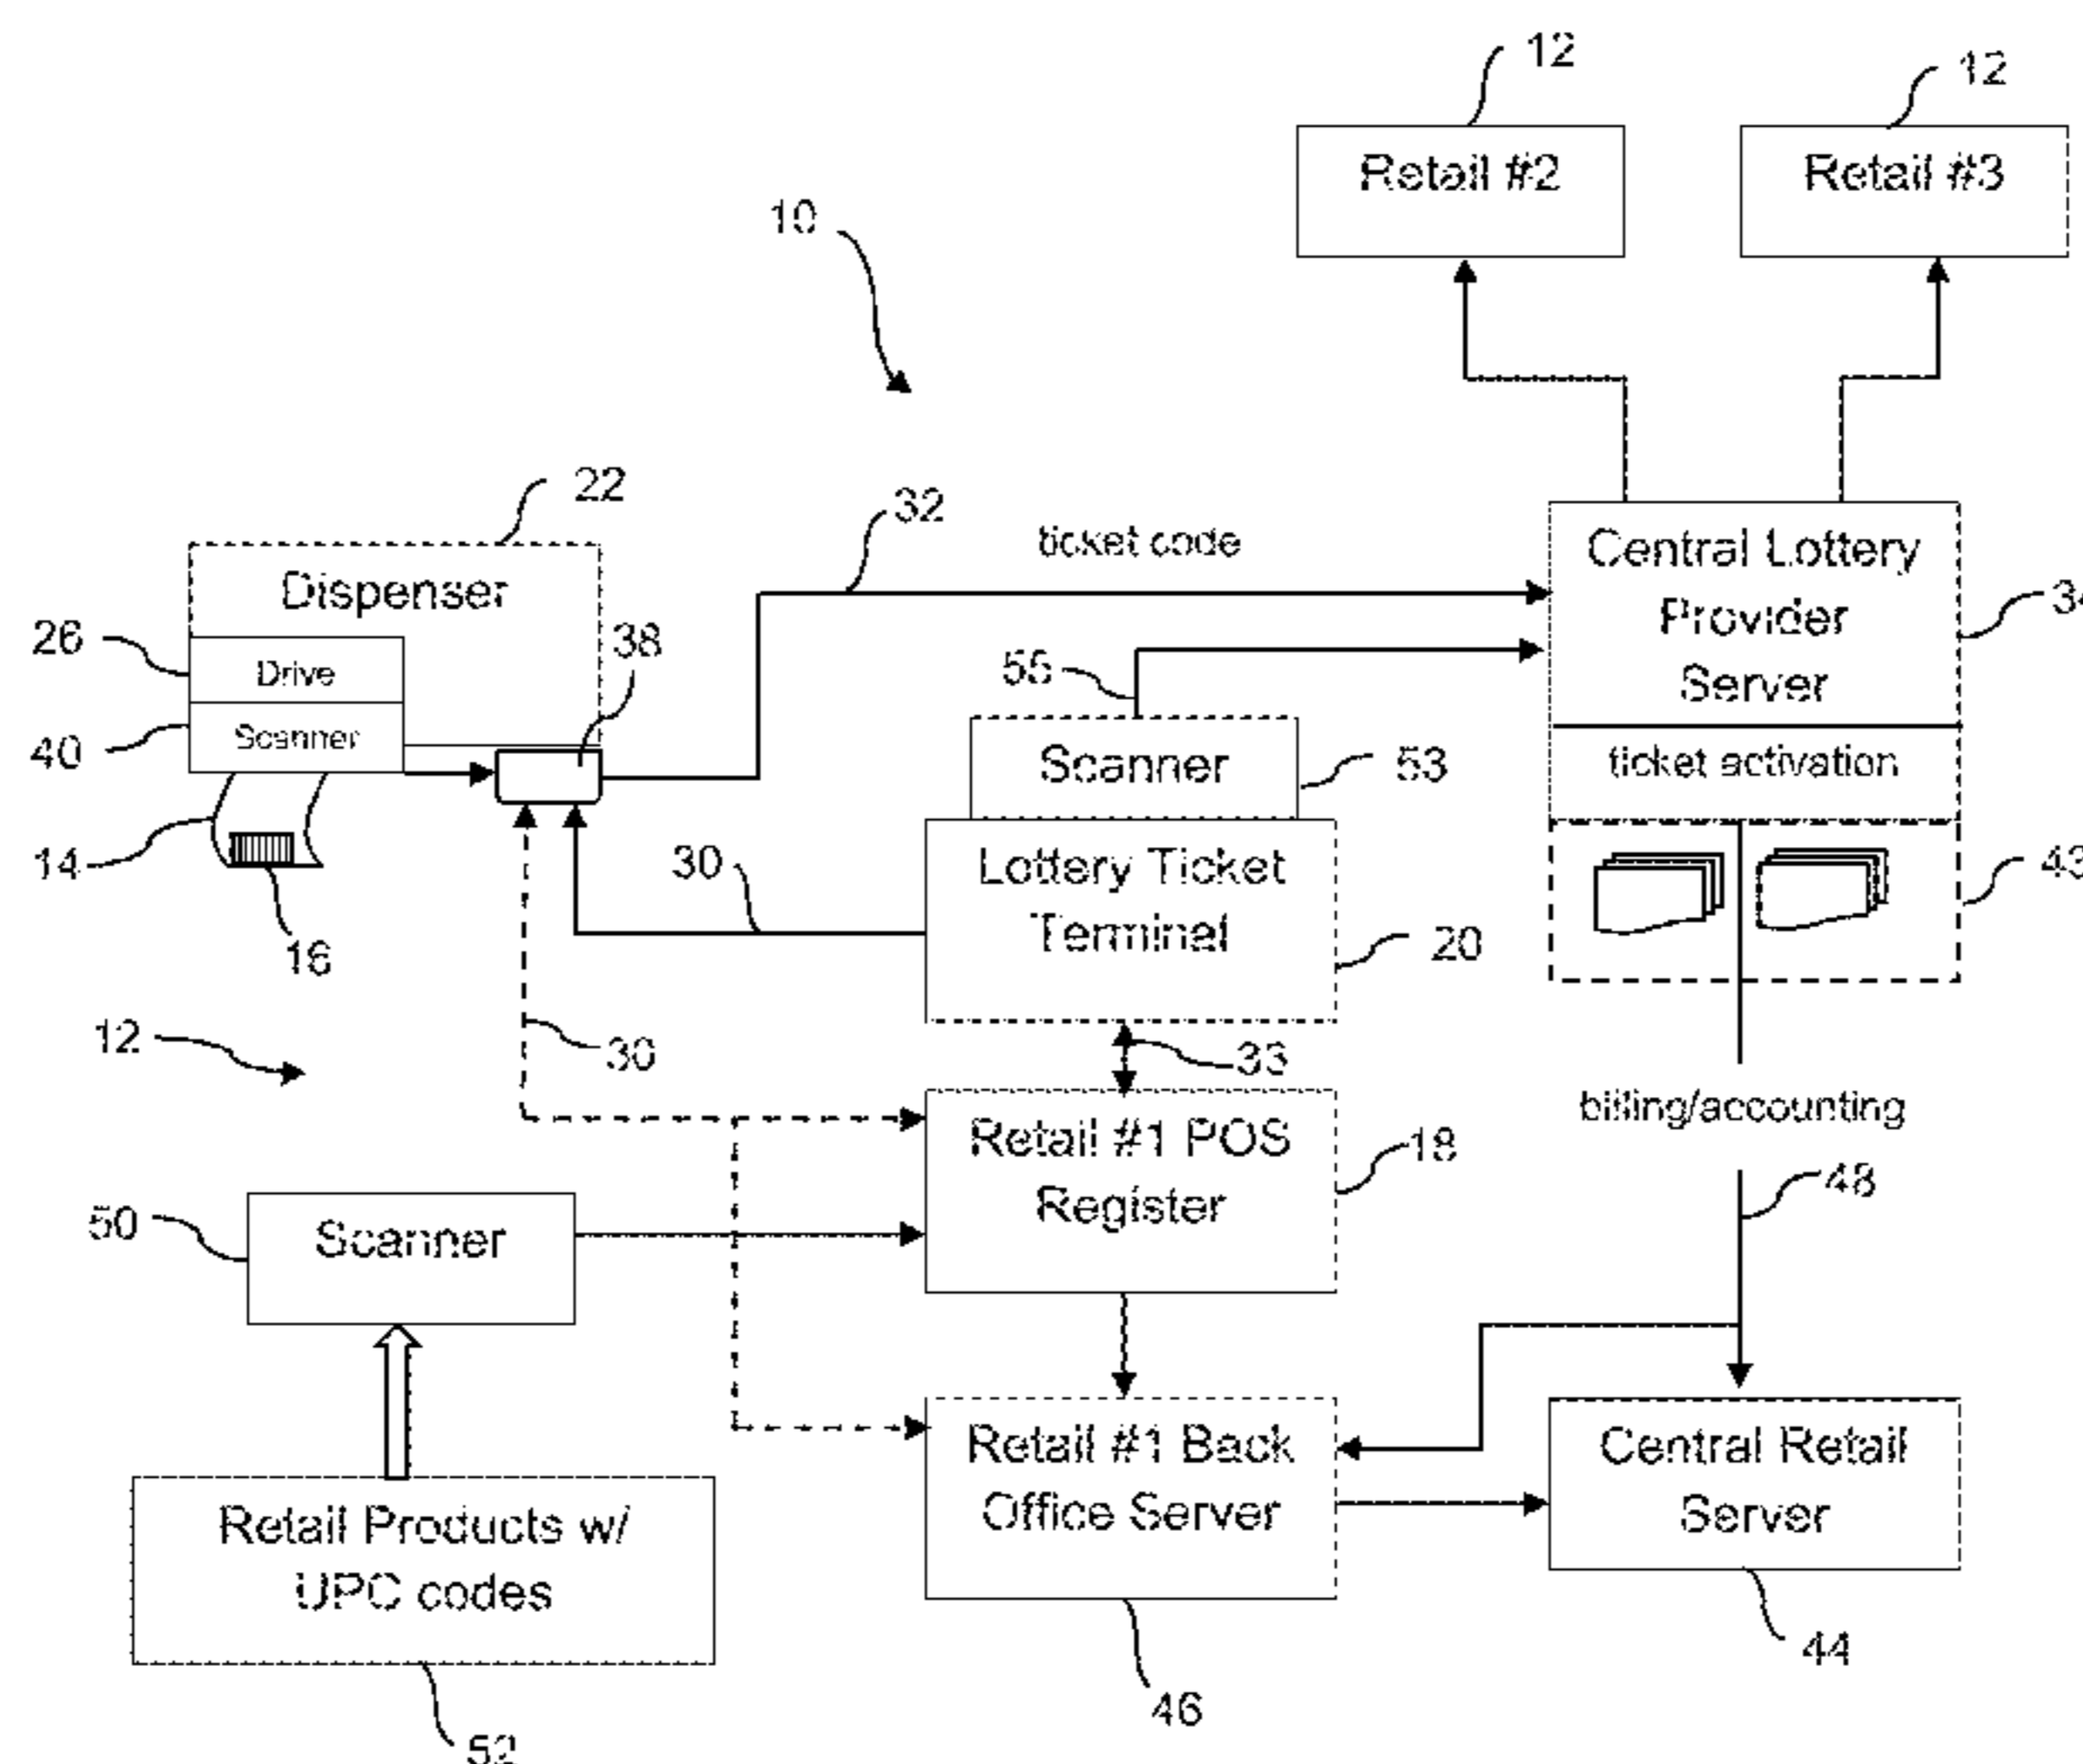 12
12
Retail #2
Retail #3
10
22
32
ticket code
Central Lottery
Provider
Server
34
Dispenser
26
Drive
38
55
40
Scanner
Scanner
53
ticket activation
14
16
30
Lottery Ticket
Terminal
20
43
12
30
33
billing/accounting
Retail #1 POS
Register
18
48
50
Scanner
Retail #1 Back
Office Server
Central Retail
Server
Retail Products w/
UPC codes
44
46
52